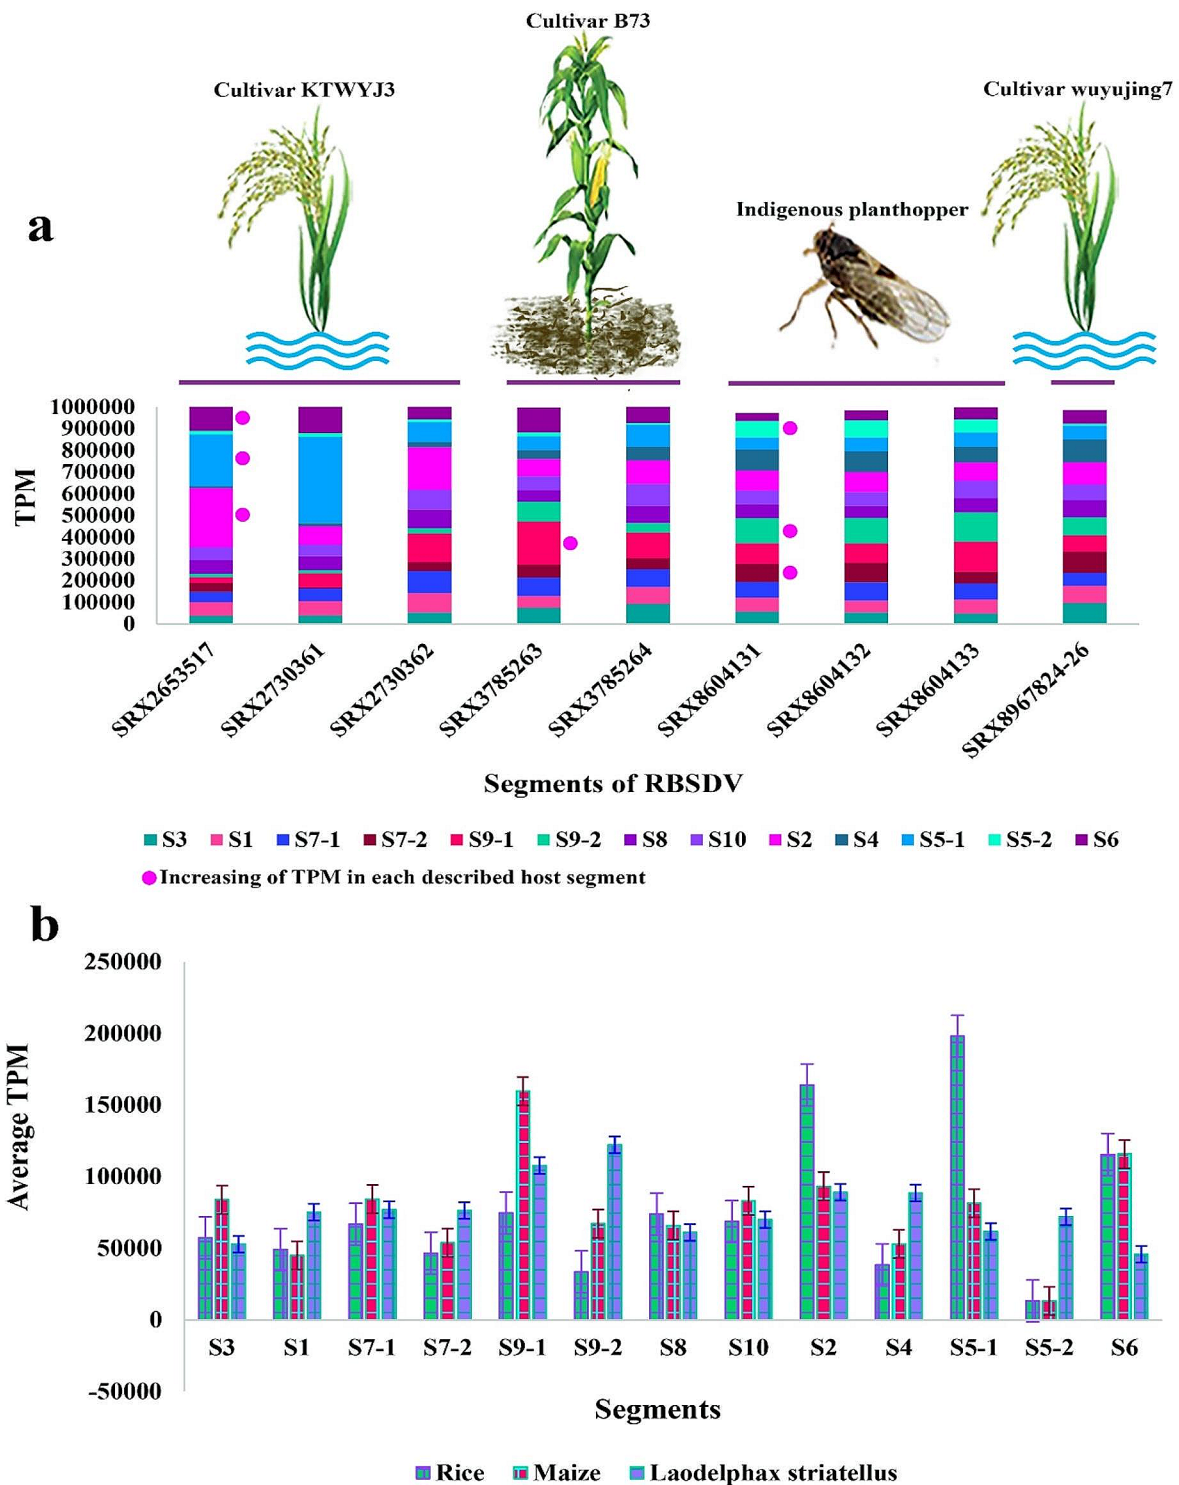 Cultivar B73
Cultivar KTWYJ3
Cultivar wuyujing7
Indigenous planthopper
a
1000000
900000
800000
700000
600000
500000
400000
300000
200000
100000
0
TPM
SRX2653517
SRX2730361
SRX2730362
SRX3785263
SRX3785264
SRX8604131
SRX8604132
SRX8604133
SRX8967824-26
Segments of RBSDV
S3 S1 S7-1 S7-2 S9-1 S9-2 S8 S10 S2 S4 S5-1 S5-2 S6
Increasing of TPM in each described host segment
b
250000
200000
150000
100000
50000
0
-50000
Average TPM
S3 S1 S7-1 S7-2 S9-1 S9-2 S8 S10 S2 S4 S5-1 S5-2 S6
Segments
Rice Maize Laodelphax striatellus